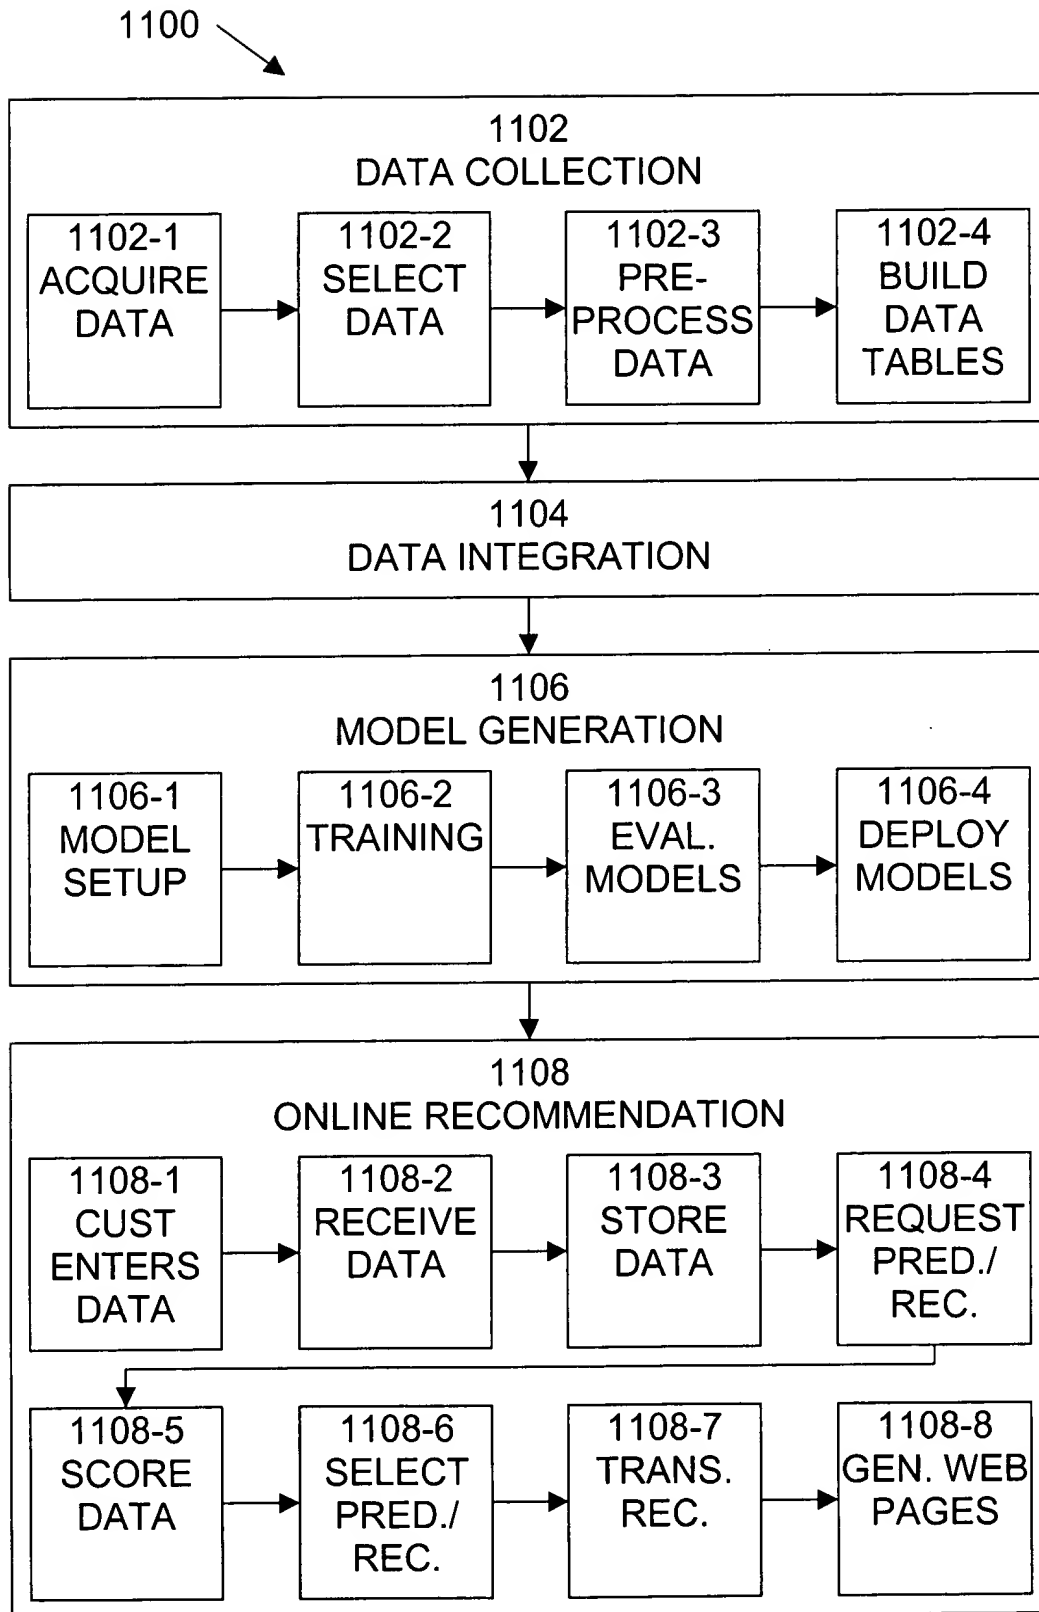 1100
1102
DATA COLLECTION
1102-1
ACQUIRE
DATA
1102-2
SELECT
DATA
1102-3
PRE-
PROCESS
DATA
1102-4
BUILD
DATA
TABLES
1104
DATA INTEGRATION
1106
MODEL GENERATION
1106-1
MODEL
SETUP
1106-2
TRAINING
1106-3
EVAL.
MODELS
1106-4
DEPLOY
MODELS
1108
ONLINE RECOMMENDATION
1108-1
CUST
ENTERS
DATA
1108-2
RECEIVE
DATA
1108-3
STORE
DATA
1108-4
REQUEST
PRED./
REC.
1108-5
SCORE
DATA
1108-6
SELECT
PRED./
REC.
1108-7
TRANS.
REC.
1108-8
GEN. WEB
PAGES